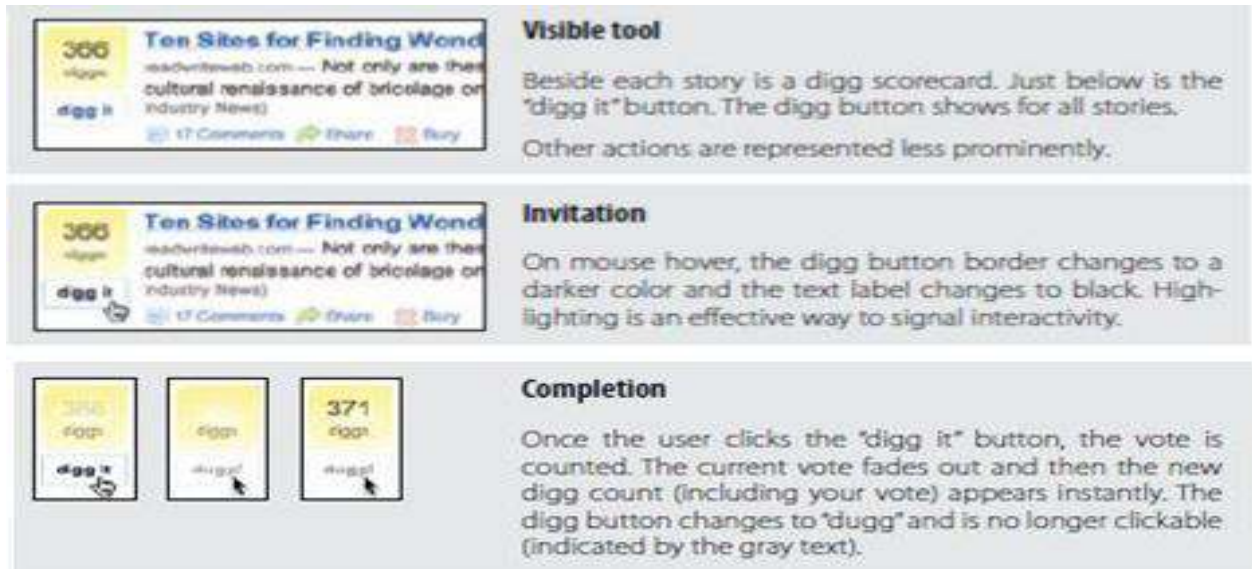 366
diggs
digg it
Ten Sites for Finding Wond
readwriteweb.com — Not only are thes
cultural renaissance of bricolage on
Industry News)
17 Comments Share Bury
Visible tool
Beside each story is a digg scorecard. Just below is the
"digg it" button. The digg button shows for all stories.
Other actions are represented less prominently.
366
diggs
digg it
Ten Sites for Finding Wond
readwriteweb.com — Not only are thes
cultural renaissance of bricolage on
Industry News)
17 Comments Share Bury
Invitation
On mouse hover, the digg button border changes to a
darker color and the text label changes to black. High-
lighting is an effective way to signal interactivity.
366
diggs
digg it
diggs
dugg!
371
diggs
dugg!
Completion
Once the user clicks the "digg it" button, the vote is
counted. The current vote fades out and then the new
digg count (including your vote) appears instantly. The
digg button changes to "dugg" and is no longer clickable
(indicated by the gray text).